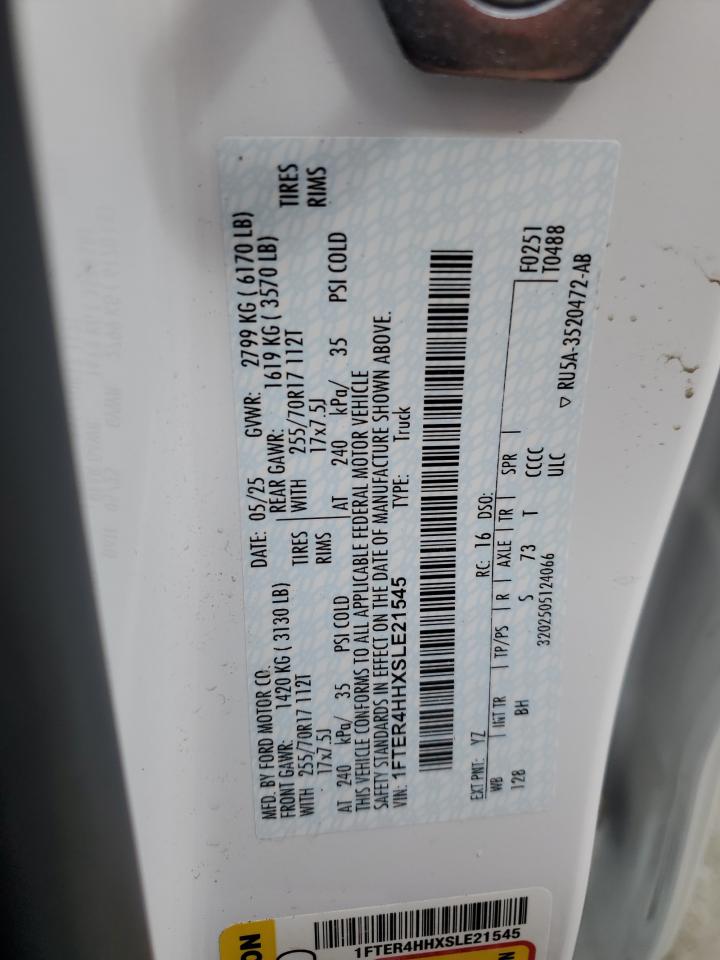 MFD. BY FORD MOTOR CO.
DATE: 05/25 GVWR: 2799 KG ( 6170 LB)
FRONT GAWR: 1420 KG ( 3130 LB)
REAR GAWR: 1619 KG ( 3570 LB)
WITH 255/70R17 112T TIRES
WITH 255/70R17 112T TIRES
17x7.5J RIMS
17x7.5J RIMS
AT 240 kPa/ 35 PSI COLD
AT 240 kPa/ 35 PSI COLD
THIS VEHICLE CONFORMS TO ALL APPLICABLE FEDERAL MOTOR VEHICLE
SAFETY STANDARDS IN EFFECT ON THE DATE OF MANUFACTURE SHOWN ABOVE.
VIN: 1FTER4HHXSLE21545 TYPE: Truck
EXT PNT: YZ RC: 16 DSO:
WB INT TR TP/PS R AXLE TR SPR
F0251
128 BH S 73 T CCCC
T0488
3202505124066 ULC
RU5A-3520472-AB
ON
1FTER4HHXSLE21545